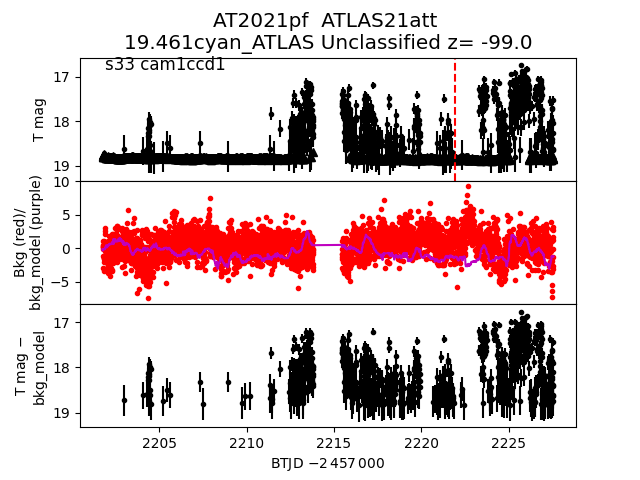 AT2021pf  ATLAS21att
19.461cyan_ATLAS Unclassified z= -99.0
s33 cam1ccd1
T mag
17
18
19
Bkg (red)/
bkg_model (purple)
10
5
0
−5
T mag −
bkg_model
17
18
19
2205
2210
2215
2220
2225
BTJD −2 457 000